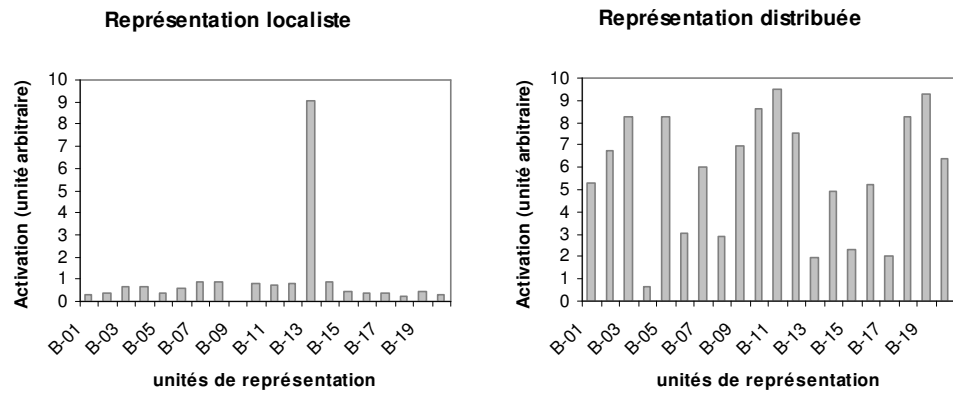 Représentation localiste
Activation (unité arbitraire)
10
9
8
7
6
5
4
3
2
1
0
B-01
B-03
B-05
B-07
B-09
B-11
B-13
B-15
B-17
B-19
unités de représentation
Représentation distribuée
Activation (unité arbitraire)
10
9
8
7
6
5
4
3
2
1
0
B-01
B-03
B-05
B-07
B-09
B-11
B-13
B-15
B-17
B-19
unités de représentation